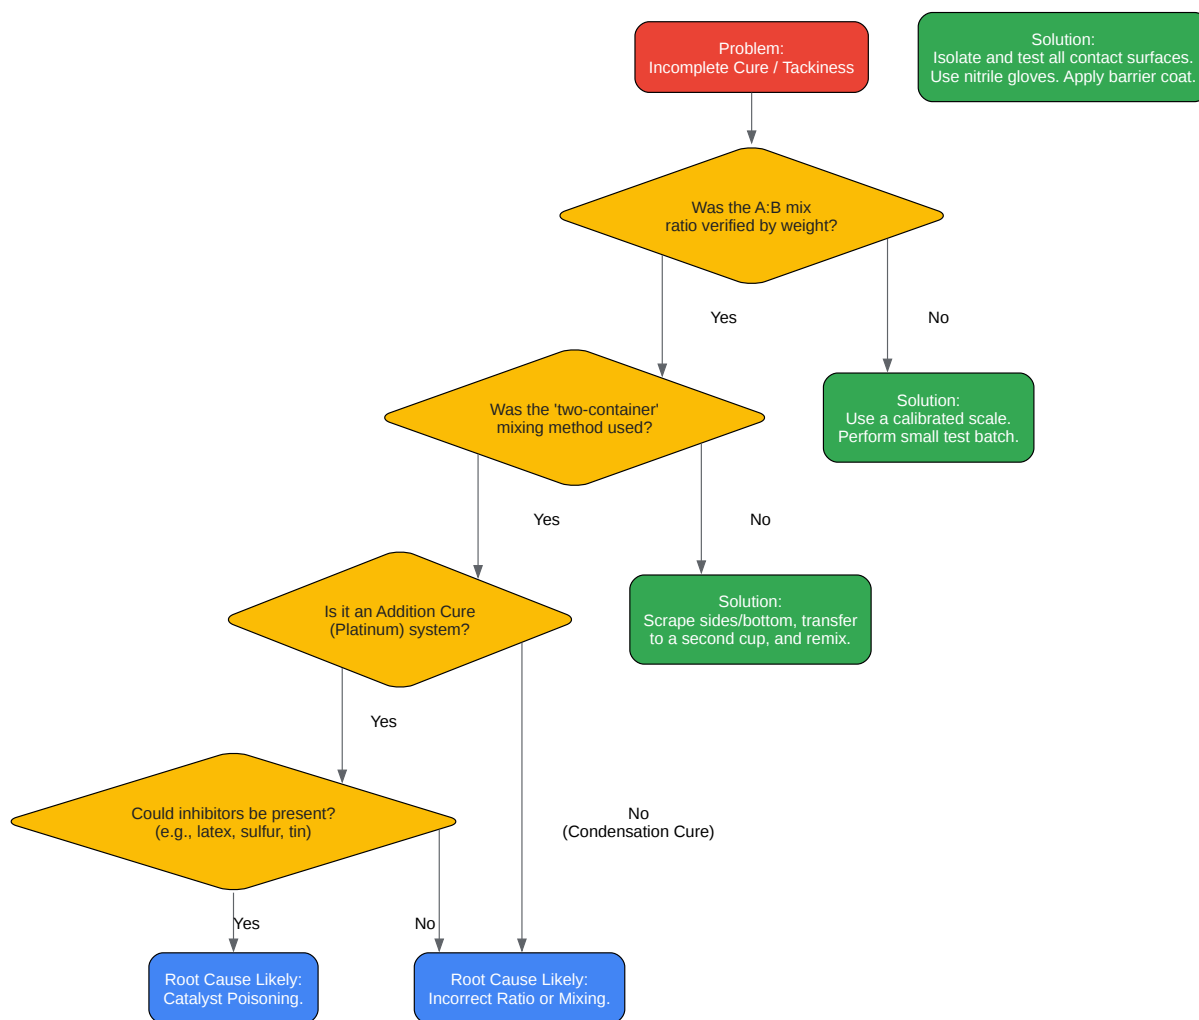 Problem:
Incomplete Cure / Tackiness
Solution:
Isolate and test all contact surfaces.
Use nitrile gloves. Apply barrier coat.
Was the A:B mix
ratio verified by weight?
Yes
No
Was the 'two-container'
mixing method used?
Solution:
Use a calibrated scale.
Perform small test batch.
Yes
No
Is it an Addition Cure
(Platinum) system?
Solution:
Scrape sides/bottom, transfer
to a second cup, and remix.
Yes
Could inhibitors be present?
(e.g., latex, sulfur, tin)
No
(Condensation Cure)
Yes
No
Root Cause Likely:
Catalyst Poisoning.
Root Cause Likely:
Incorrect Ratio or Mixing.